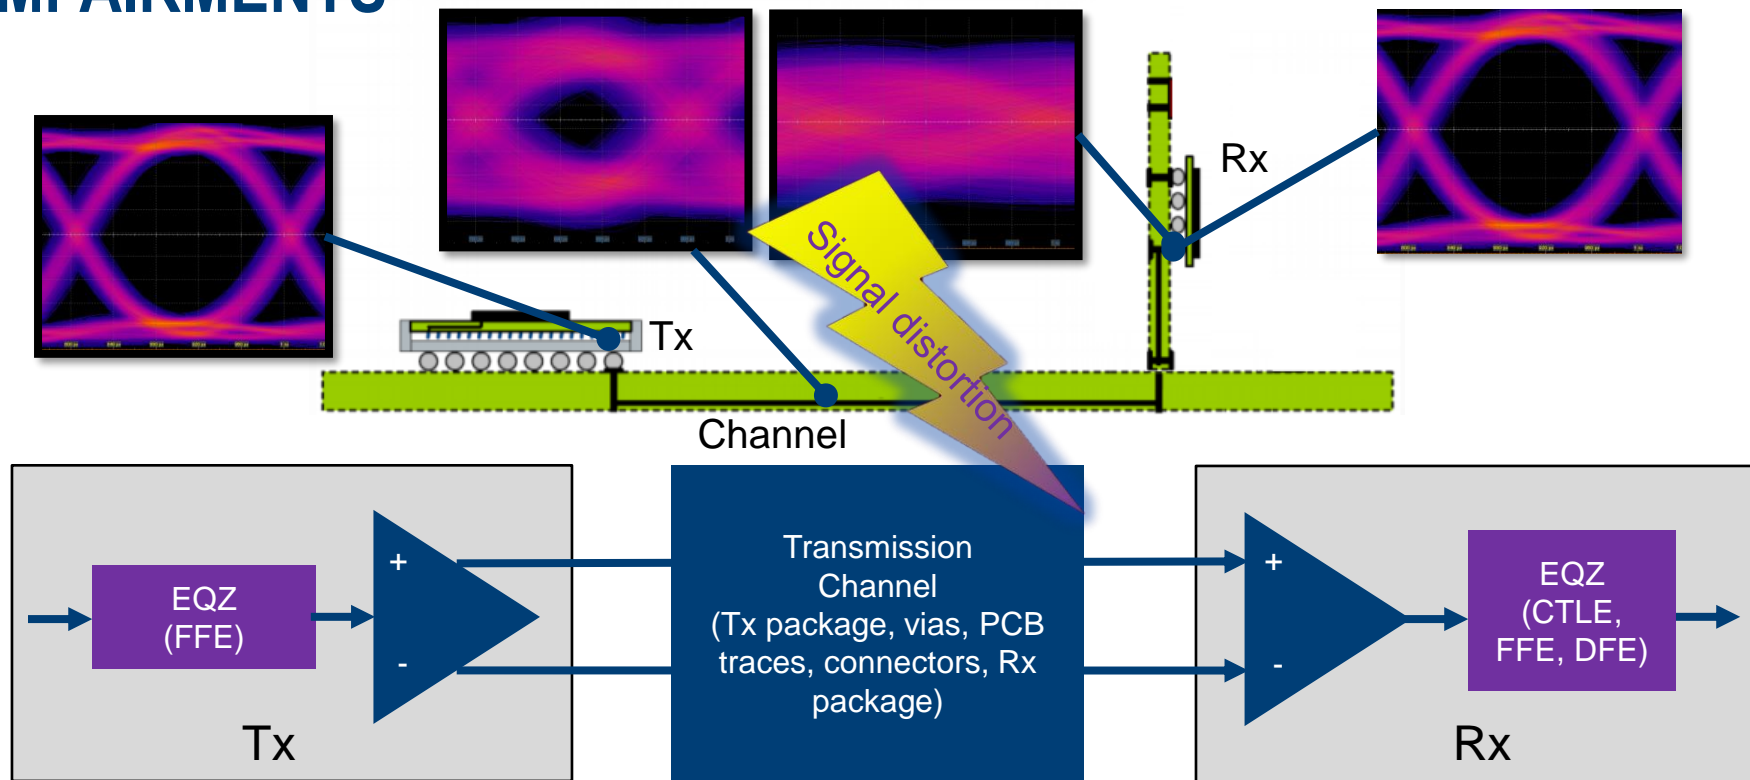 MPAIRMENTS
Rx
Tx
Signal distortion
Channel
EQZ
(FFE)
+
-
Tx
Transmission
Channel
(Tx package, vias, PCB
traces, connectors, Rx
package)
+
-
EQZ
(CTLE,
FFE, DFE)
Rx